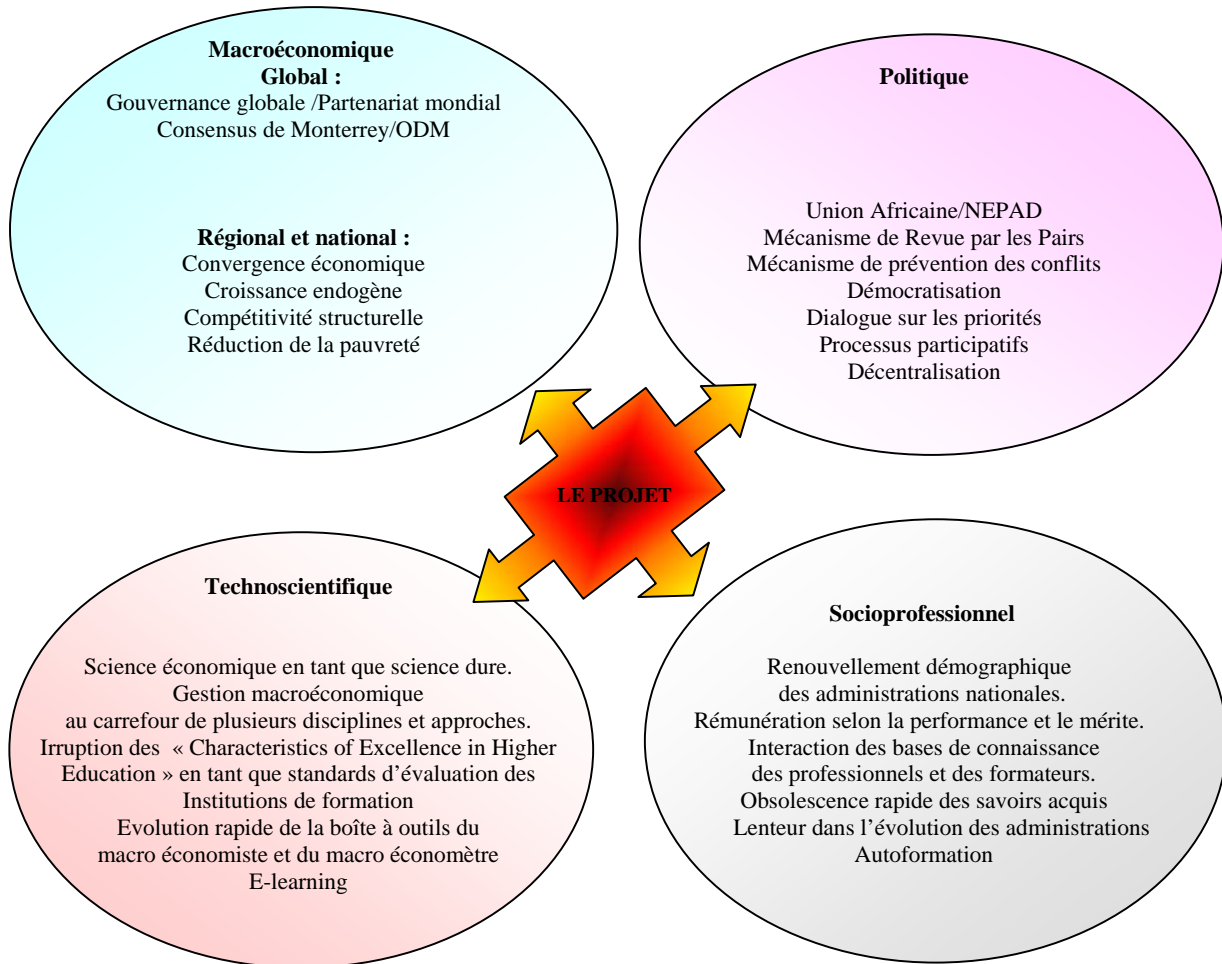 Macroéconomique
Global :
Gouvernance globale /Partenariat mondial
Consensus de Monterrey/ODM
Régional et national :
Convergence économique
Croissance endogène
Compétitivité structurelle
Réduction de la pauvreté
Politique
Union Africaine/NEPAD
Mécanisme de Revue par les Pairs
Mécanisme de prévention des conflits
Démocratisation
Dialogue sur les priorités
Processus participatifs
Décentralisation
LE PROJET
Technoscientifique
Science économique en tant que science dure.
Gestion macroéconomique
au carrefour de plusieurs disciplines et approches.
Irruption des « Characteristics of Excellence in Higher
Education » en tant que standards d’évaluation des
Institutions de formation
Evolution rapide de la boîte à outils du
macro économiste et du macro économètre
E-learning
Socioprofessionnel
Renouvellement démographique
des administrations nationales.
Rémunération selon la performance et le mérite.
Interaction des bases de connaissance
des professionnels et des formateurs.
Obsolescence rapide des savoirs acquis
Lenteur dans l’évolution des administrations
Autoformation